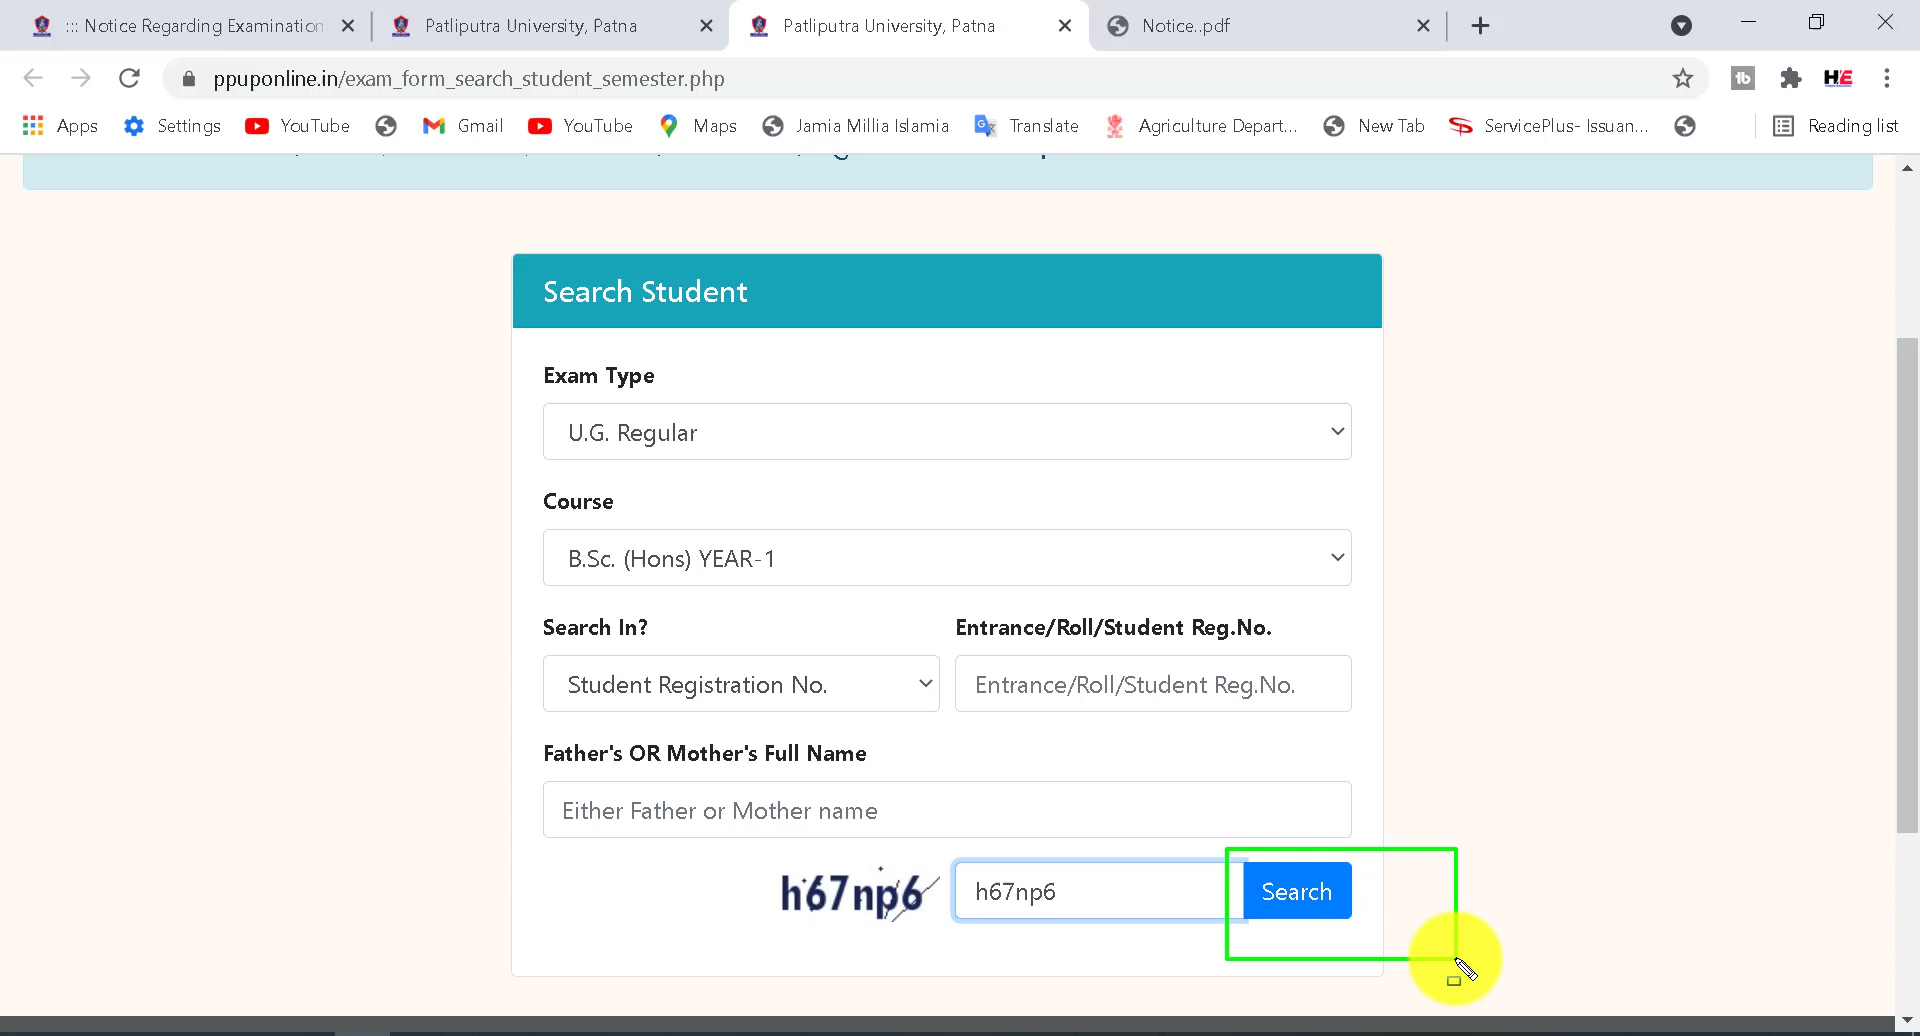 ::: Notice Regarding Examination
Patliputra University, Patna
Patliputra University, Patna
Notice..pdf
ppuponline.in/exam_form_search_student_semester.php
tb
H/E
Apps
Settings
YouTube
Gmail
YouTube
Maps
Jamia Millia Islamia
Translate
Agriculture Depart...
New Tab
ServicePlus- Issuan...
Reading list
Search Student
Exam Type
U.G. Regular
Course
B.Sc. (Hons) YEAR-1
Search In?
Entrance/Roll/Student Reg.No.
Student Registration No.
Entrance/Roll/Student Reg.No.
Father's OR Mother's Full Name
Either Father or Mother name
h67np6
h67np6
Search